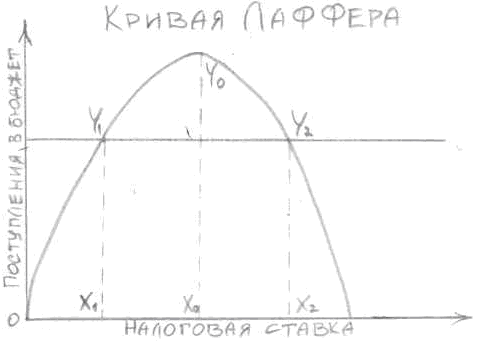 КРИВАЯ ЛАФФЕРА
ПОСТУПЛЕНИЯ В БЮДЖЕТ
Y₀
Y₁
Y₂
0
X₁
X₀
X₂
НАЛОГОВАЯ СТАВКА